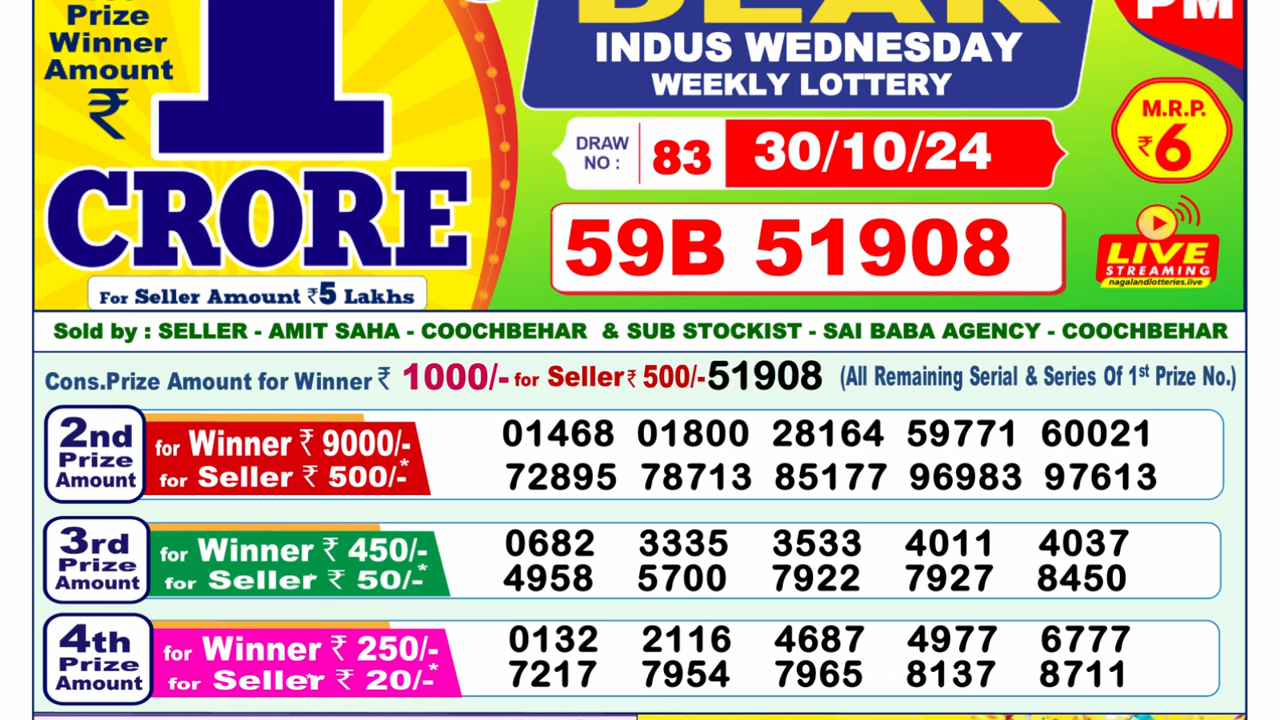 Prize
Winner
Amount
₹
1
CRORE
For Seller Amount ₹5 Lakhs
DEAR
INDUS WEDNESDAY
WEEKLY LOTTERY
PM
DRAW
NO : 83 30/10/24
M.R.P.
₹6
59B 51908
LIVE
STREAMING
nagalandlotteries.live
Sold by : SELLER - AMIT SAHA - COOCHBEHAR & SUB STOCKIST - SAI BABA AGENCY - COOCHBEHAR
Cons.Prize Amount for Winner ₹ 1000/- for Seller ₹ 500/- 51908 (All Remaining Serial & Series Of 1st Prize No.)
2nd
Prize
Amount
for Winner ₹ 9000/-
for Seller ₹ 500/-*
01468 01800 28164 59771 60021
72895 78713 85177 96983 97613
3rd
Prize
Amount
for Winner ₹ 450/-
for Seller ₹ 50/-*
0682 3335 3533 4011 4037
4958 5700 7922 7927 8450
4th
Prize
Amount
for Winner ₹ 250/-
for Seller ₹ 20/-*
0132 2116 4687 4977 6777
7217 7954 7965 8137 8711